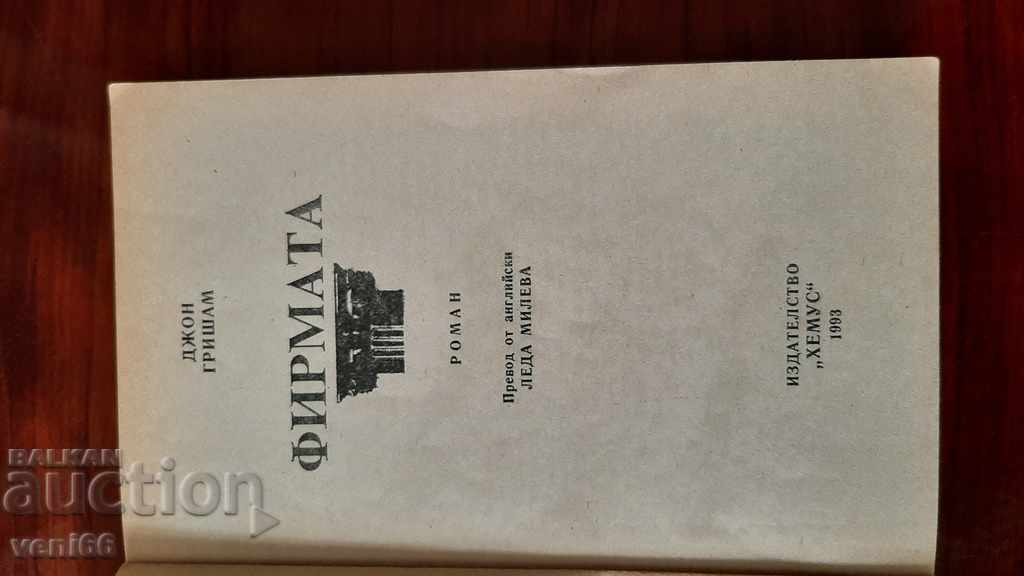 ДЖОН
ГРИШАМ
ФИРМАТА
РОМАН
Превод от английски
ЛЕДА МИЛЕВА
ИЗДАТЕЛСТВО
„ХЕМУС“
1993
BALKAN
auction
veni66